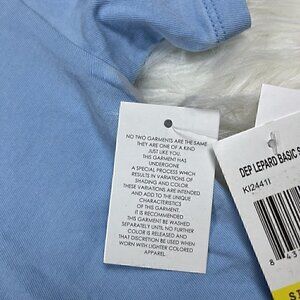 NO TWO GARMENTS ARE THE SAME
THEY ARE ONE OF A KIND
JUST LIKE YOU.
THIS GARMENT HAS
UNDERGONE
A SPECIAL PROCESS WHICH
RESULTS IN VARIATIONS OF
SHADING AND COLOR.
THESE VARIATIONS ARE INTENDED
AND ADD TO THE UNIQUE
CHARACTERISTICS
OF THIS GARMENT.
IT IS RECOMMENDED
THIS GARMENT BE WASHED
SEPARATELY UNTIL NO FURTHER
COLOR IS RELEASED AND
THAT DISCRETION BE USED WHEN
WORN WITH LIGHTER COLORED
APPAREL.
DEP LEPARD BASIC S
KI2441I
8 43